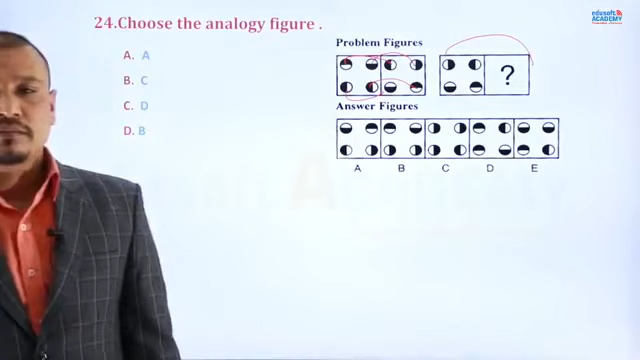 edusoft
ACADEMY
24.Choose the analogy figure .
A. A
B. C
C. D
D. B
Problem Figures
?
Answer Figures
A B C D E